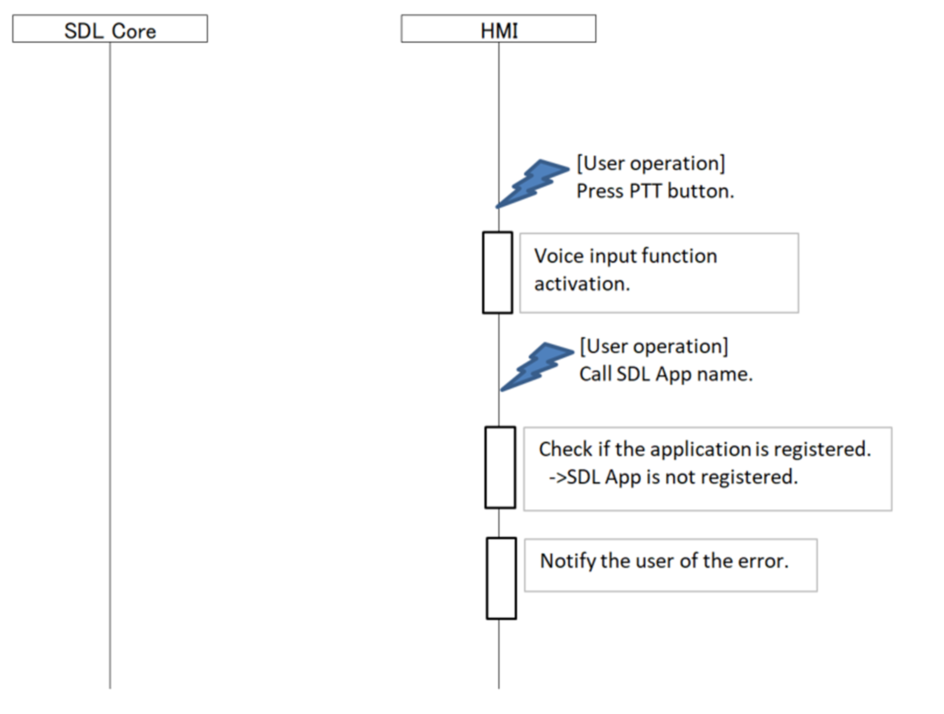 SDL Core
HMI
[User operation]
Press PTT button.
Voice input function
activation.
[User operation]
Call SDL App name.
Check if the application is registered.
->SDL App is not registered.
Notify the user of the error.